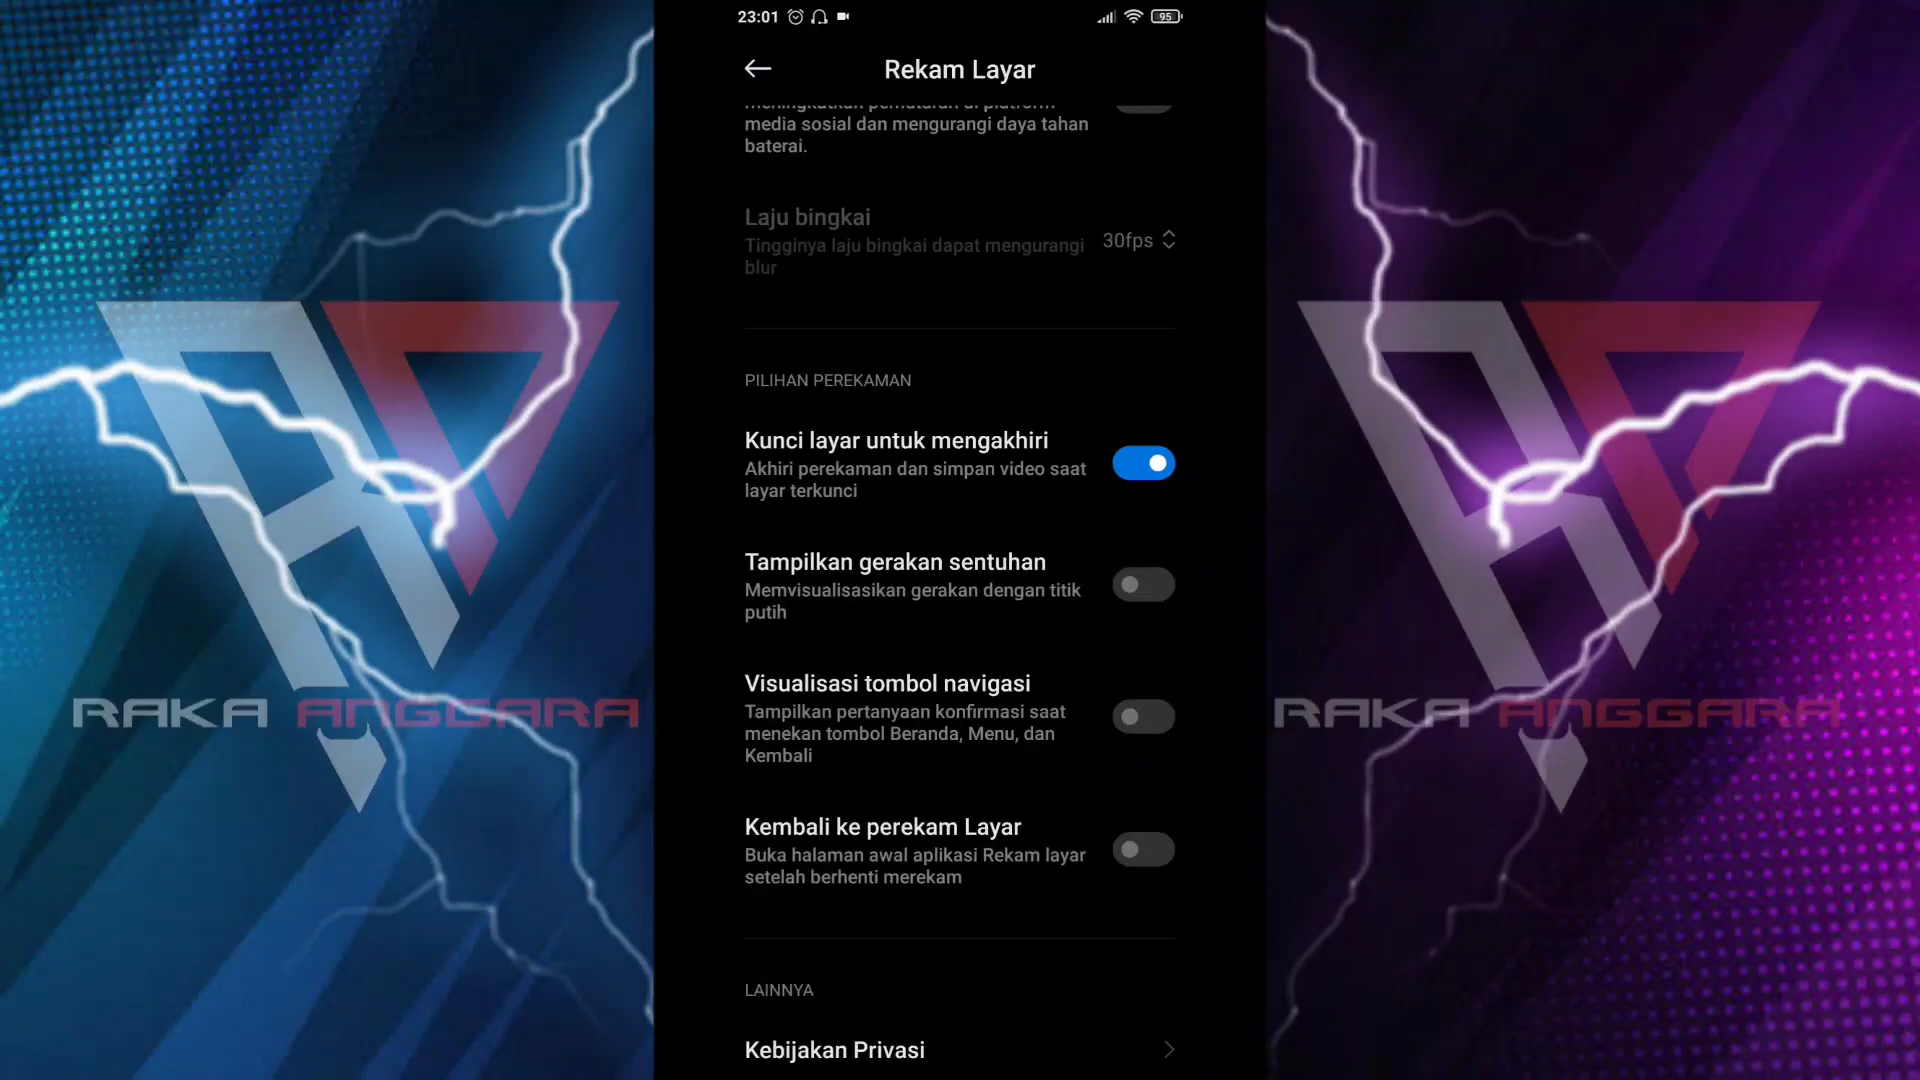 23:01
95
Rekam Layar
meningkatkan pemutaran di platform
media sosial dan mengurangi daya tahan
baterai.
Laju bingkai
Tingginya laju bingkai dapat mengurangi
blur
30fps
PILIHAN PEREKAMAN
Kunci layar untuk mengakhiri
Akhiri perekaman dan simpan video saat
layar terkunci
Tampilkan gerakan sentuhan
Memvisualisasikan gerakan dengan titik
putih
Visualisasi tombol navigasi
Tampilkan pertanyaan konfirmasi saat
menekan tombol Beranda, Menu, dan
Kembali
Kembali ke perekam Layar
Buka halaman awal aplikasi Rekam layar
setelah berhenti merekam
LAINNYA
Kebijakan Privasi
RAKA ANGGARA
RAKA ANGGARA